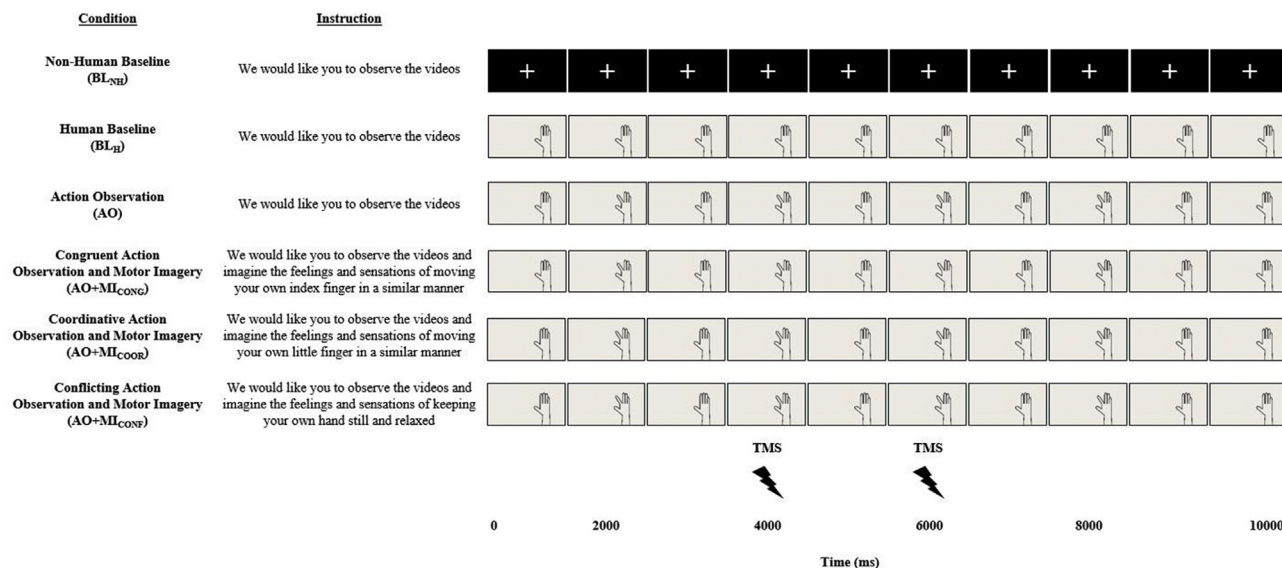 Condition Instruction
Non-Human Baseline
(BL_NH)
We would like you to observe the videos
Human Baseline
(BL_H)
We would like you to observe the videos
Action Observation
(AO)
We would like you to observe the videos
Congruent Action
Observation and Motor Imagery
(AO+MI_CONG)
We would like you to observe the videos and
imagine the feelings and sensations of moving
your own index finger in a similar manner
Coordinative Action
Observation and Motor Imagery
(AO+MI_COOR)
We would like you to observe the videos and
imagine the feelings and sensations of moving
your own little finger in a similar manner
Conflicting Action
Observation and Motor Imagery
(AO+MI_CONF)
We would like you to observe the videos and
imagine the feelings and sensations of keeping
your own hand still and relaxed
TMS TMS
0 2000 4000 6000 8000 10000
Time (ms)